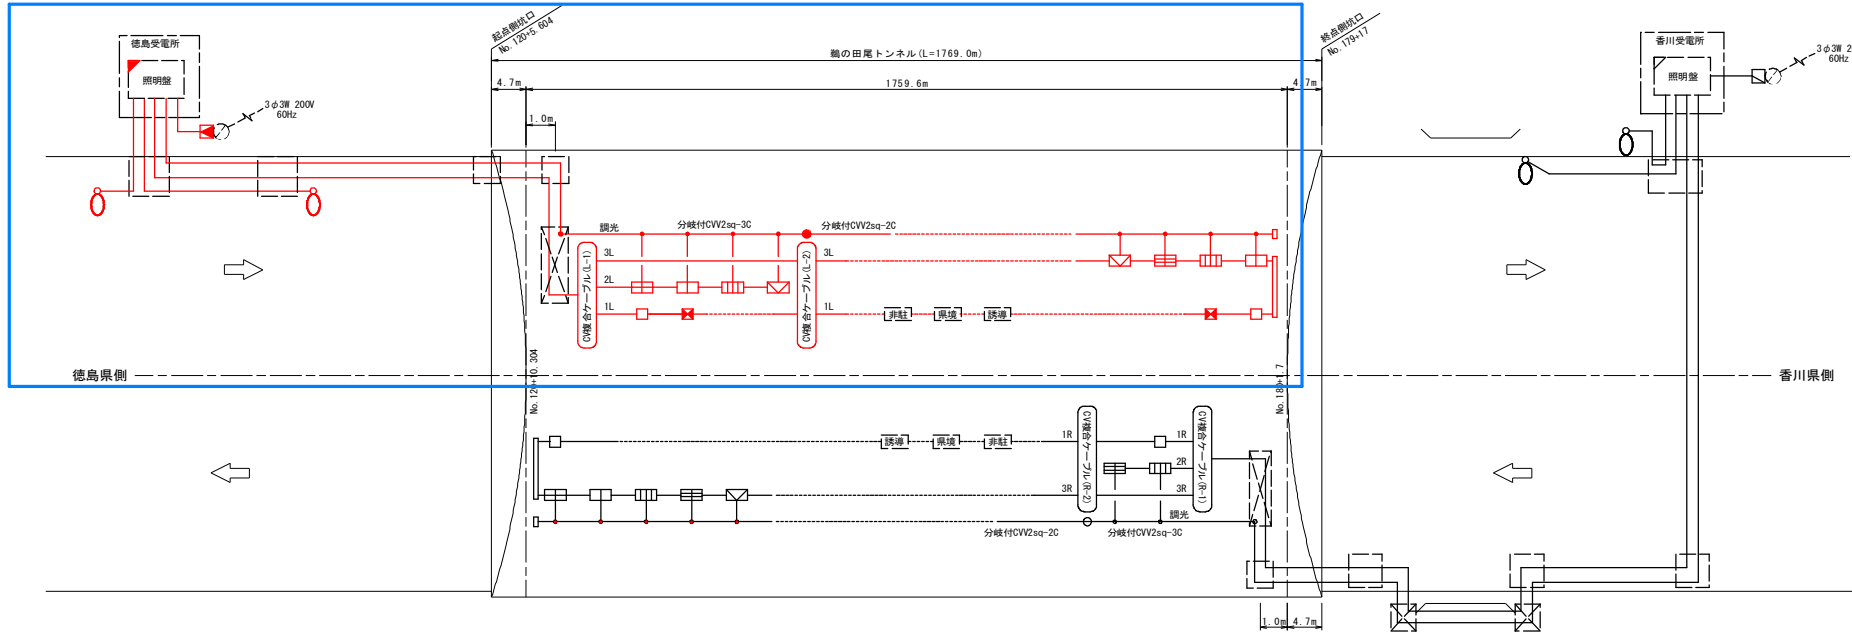 起点側坑口
No.120+5.604
終点側坑口
No.179+17
鵜の田尾トンネル(L=1769.0m)
4.7m
1759.6m
4.7m
1.0m
徳島受電所
照明盤
3φ3W 200V
60Hz
香川受電所
照明盤
3φ3W 2
60Hz
調光
分岐付CVV2sq-3C
分岐付CVV2sq-2C
CV複合ケーブル(L-1)
3L
2L
1L
CV複合ケーブル(L-2)
3L
1L
非駐
県境
誘導
徳島県側
香川県側
No.120+10.304
誘導
県境
非駐
1R
3R
CV複合ケーブル(R-2)
1R
2R
3R
CV複合ケーブル(R-1)
調光
分岐付CVV2sq-2C
分岐付CVV2sq-3C
1.0m
4.7m